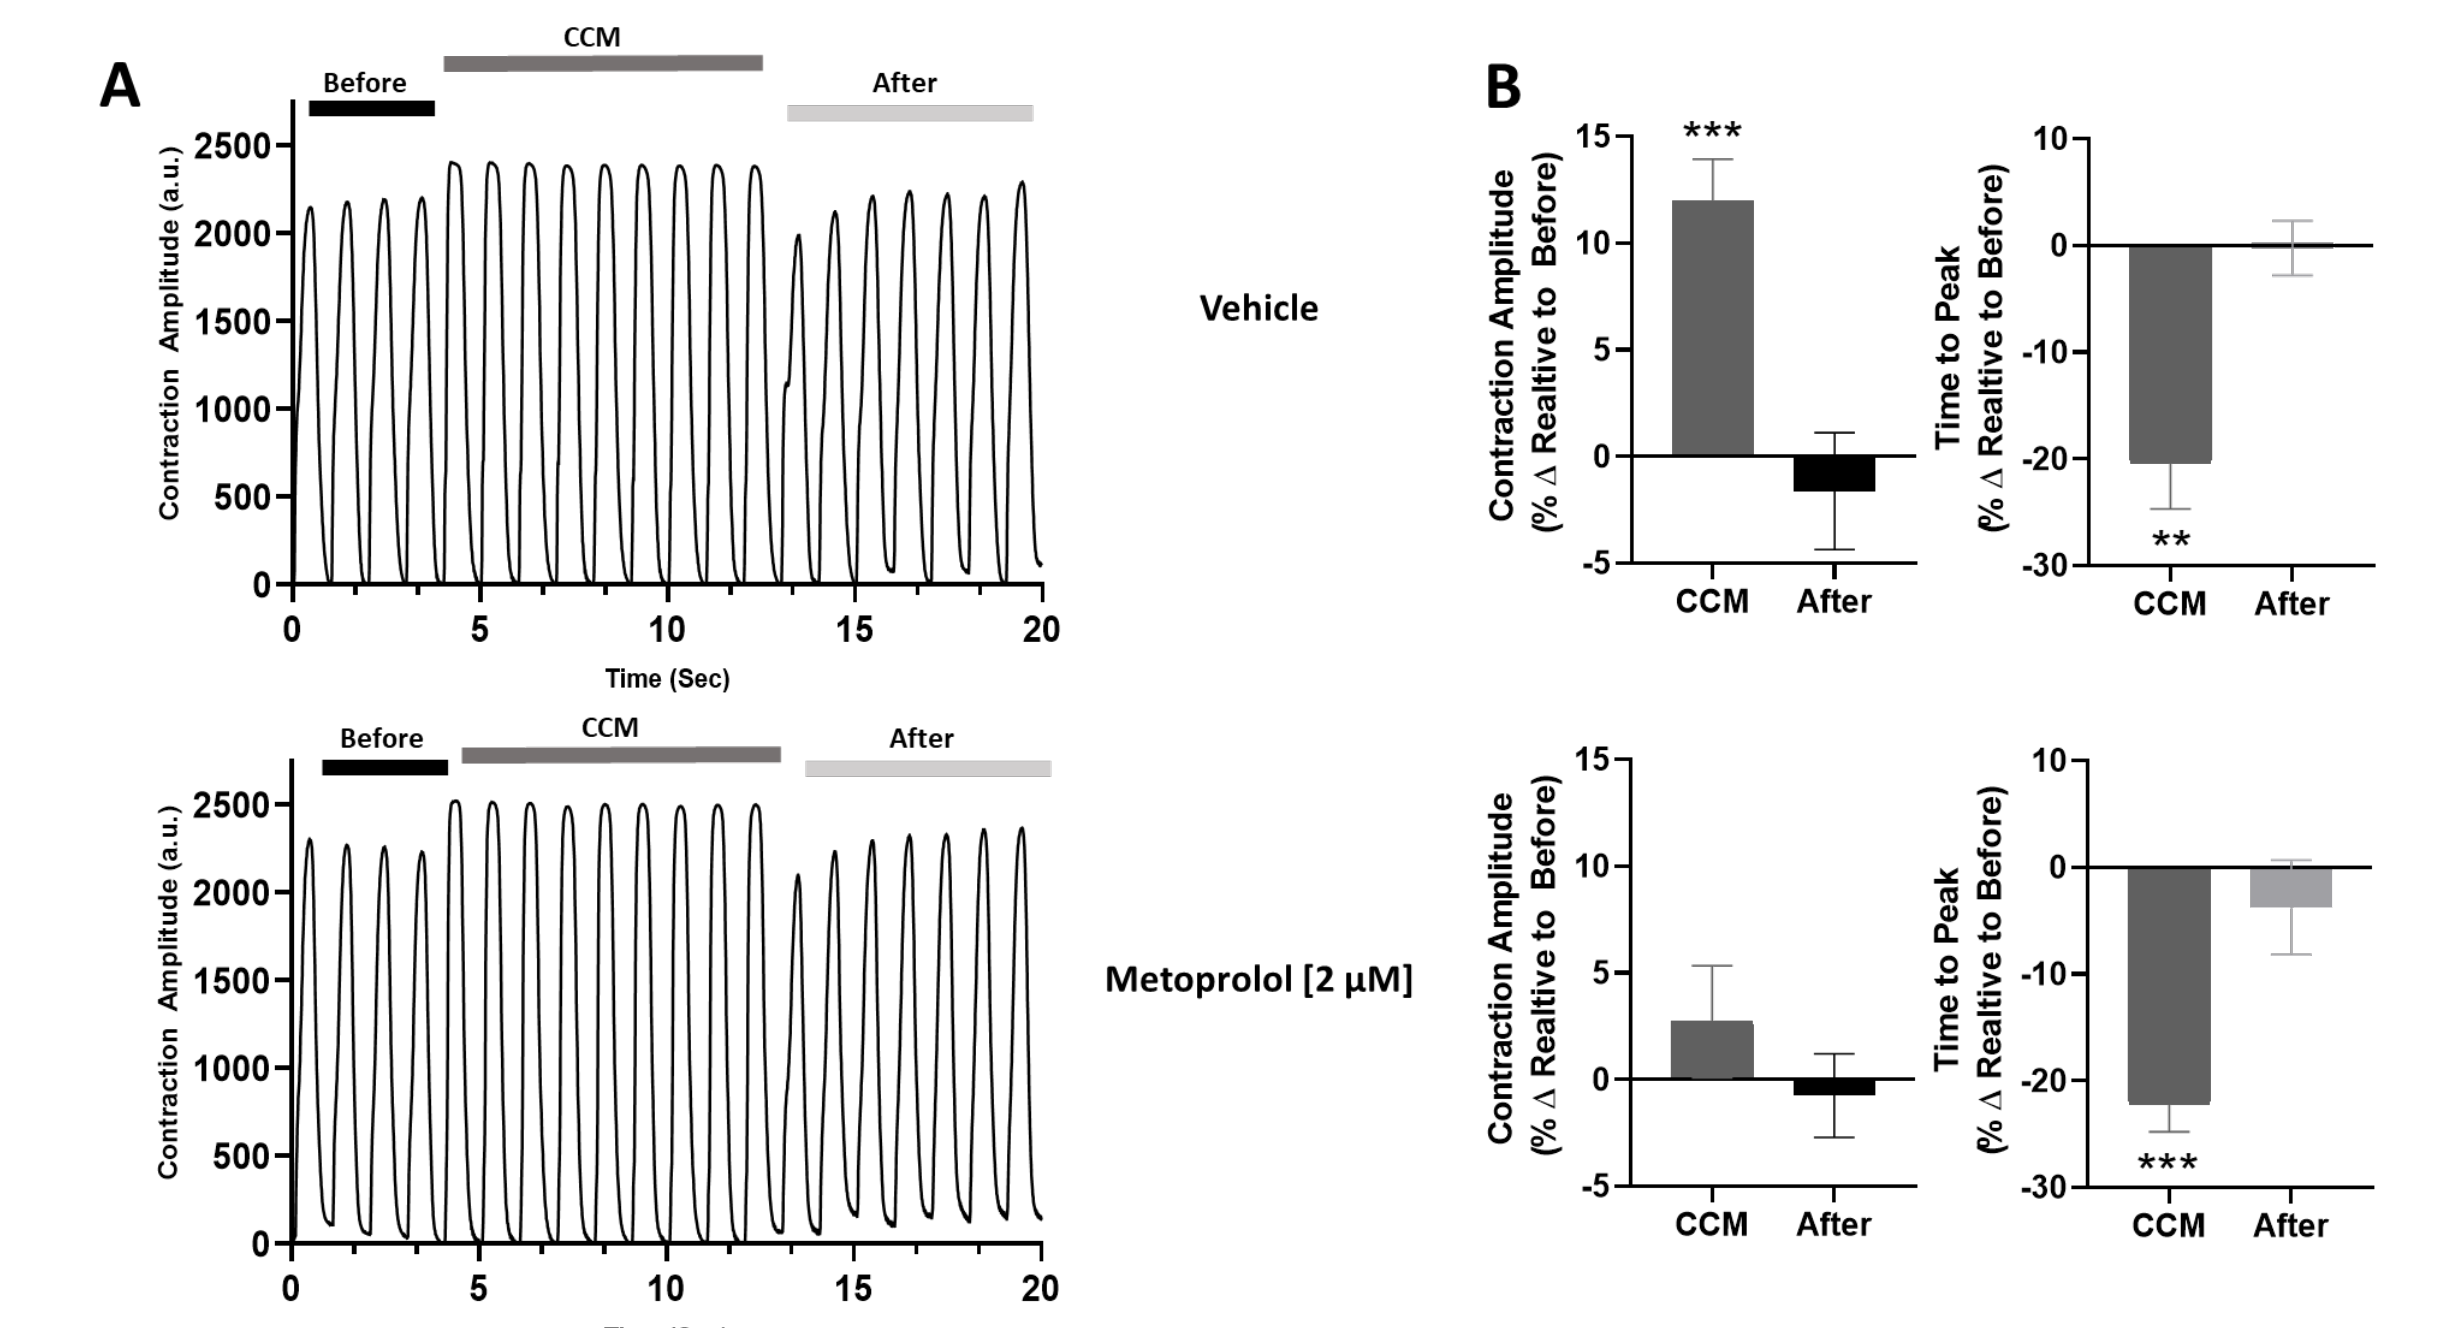 A
CCM
Before
After
Contraction Amplitude (a.u.)
2500
2000
1500
1000
500
0
0 5 10 15 20
Time (Sec)
Vehicle
B
Contraction Amplitude
(% Δ Realtive to Before)
15
10
5
0
-5
***
CCM After
Time to Peak
(% Δ Realtive to Before)
10
0
-10
-20
-30
**
CCM After
CCM
Before
After
Contraction Amplitude (a.u.)
2500
2000
1500
1000
500
0
0 5 10 15 20
Metoprolol [2 µM]
Contraction Amplitude
(% Δ Realtive to Before)
15
10
5
0
-5
CCM After
Time to Peak
(% Δ Realtive to Before)
10
0
-10
-20
-30
***
CCM After